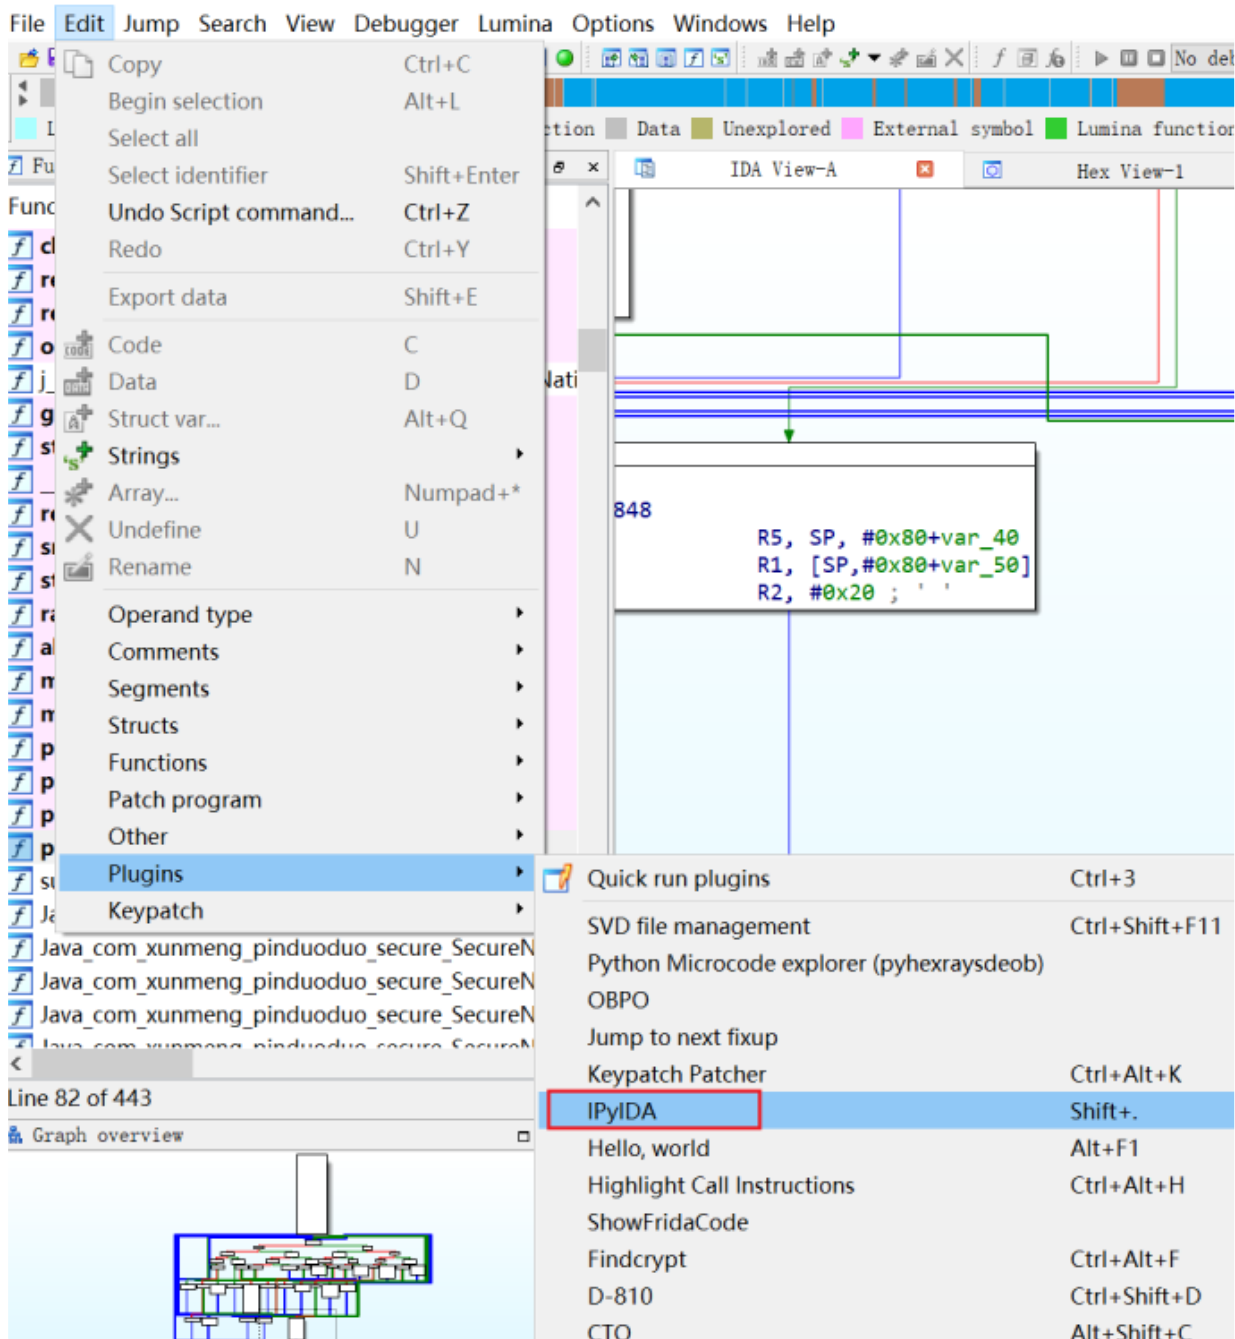 File Edit Jump Search View Debugger Lumina Options Windows Help
Copy Ctrl+C
No
Begin selection Alt+L
Select all
Data Unexplored External symbol Lumina function
Select identifier Shift+Enter
IDA View-A Hex View-1
Undo Script command... Ctrl+Z
Redo Ctrl+Y
Export data Shift+E
Code C
Data D
Struct var... Alt+Q
Strings
Array... Numpad+*
848
Undefine U
R5, SP, #0x80+var_40
Rename N
R1, [SP,#0x80+var_50]
R2, #0x20 ; ' '
Operand type
Comments
Segments
Structs
Functions
Patch program
Other
Plugins
Quick run plugins Ctrl+3
Keypatch
SVD file management Ctrl+Shift+F11
Java_com_xunmeng_pinduoduo_secure_SecureN
Python Microcode explorer (pyhexraysdeob)
Java_com_xunmeng_pinduoduo_secure_SecureN
OBPO
Java_com_xunmeng_pinduoduo_secure_SecureN
Jump to next fixup
Java_com_xunmeng_pinduoduo_secure_SecureN
Keypatch Patcher Ctrl+Alt+K
Line 82 of 443
IPyIDA Shift+.
Graph overview
Hello, world Alt+F1
Highlight Call Instructions Ctrl+Alt+H
ShowFridaCode
Findcrypt Ctrl+Alt+F
D-810 Ctrl+Shift+D
CTO Alt+Shift+C